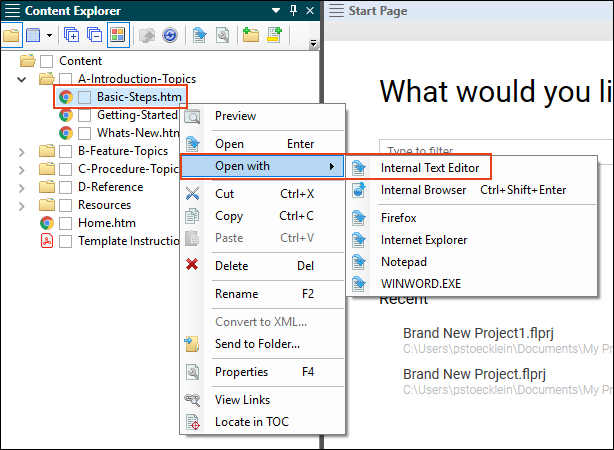 Content Explorer
Start Page
Content
A-Introduction-Topics
Basic-Steps.htm
Getting-Started
Whats-New.htm
B-Feature-Topics
C-Procedure-Topic
D-Reference
Resources
Home.htm
Template Instruction
Preview
Open Enter
Open with
Cut Ctrl+X
Copy Ctrl+C
Paste Ctrl+V
Delete Del
Rename F2
Convert to XML...
Send to Folder...
Properties F4
View Links
Locate in TOC
What would you li
Type to filter
Internal Text Editor
Internal Browser Ctrl+Shift+Enter
Firefox
Internet Explorer
Notepad
WINWORD.EXE
Recent
Brand New Project1.flprj
C:\Users\pstoecklein\Documents\My Pro
Brand New Project.flprj
C:\Users\pstoecklein\Documents\My Pro